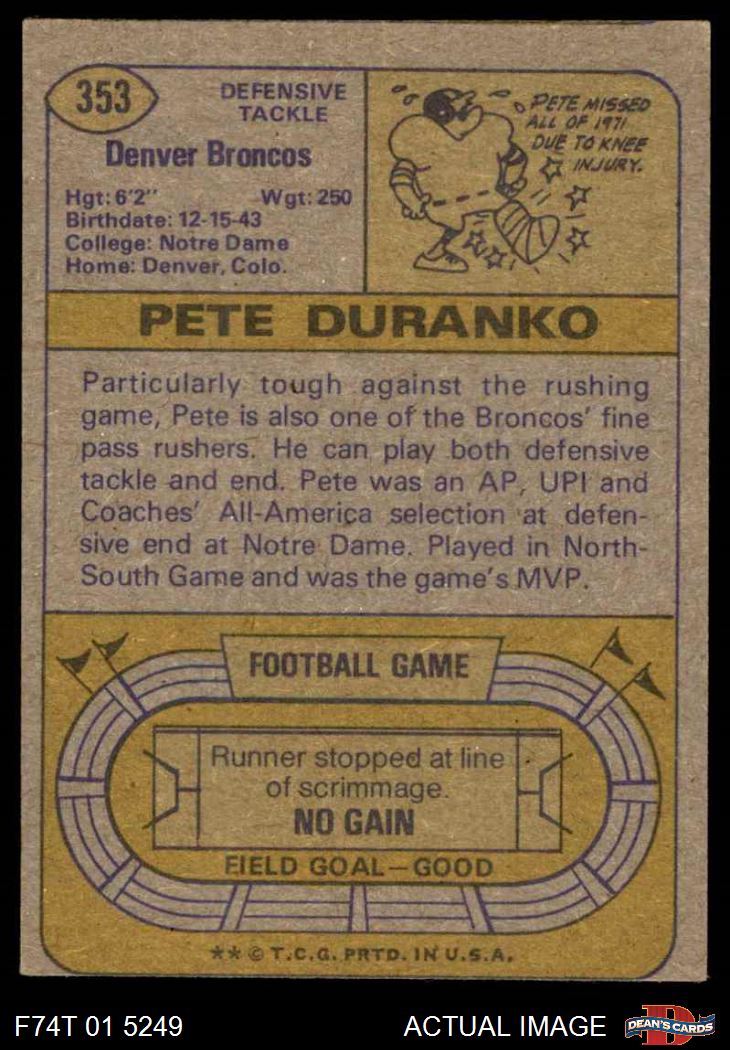 353
DEFENSIVE
TACKLE
Denver Broncos
Hgt: 6'2" Wgt: 250
Birthdate: 12-15-43
College: Notre Dame
Home: Denver, Colo.
PETE MISSED
ALL OF 1971
DUE TO KNEE
INJURY.
PETE DURANKO
Particularly tough against the rushing
game, Pete is also one of the Broncos' fine
pass rushers. He can play both defensive
tackle and end. Pete was an AP, UPI and
Coaches' All-America selection at defen-
sive end at Notre Dame. Played in North-
South Game and was the game's MVP.
FOOTBALL GAME
Runner stopped at line
of scrimmage.
NO GAIN
FIELD GOAL—GOOD
** © T.C.G. PRTD. IN U.S.A.
F74T 01 5249 ACTUAL IMAGE
D
DEAN'S CARDS